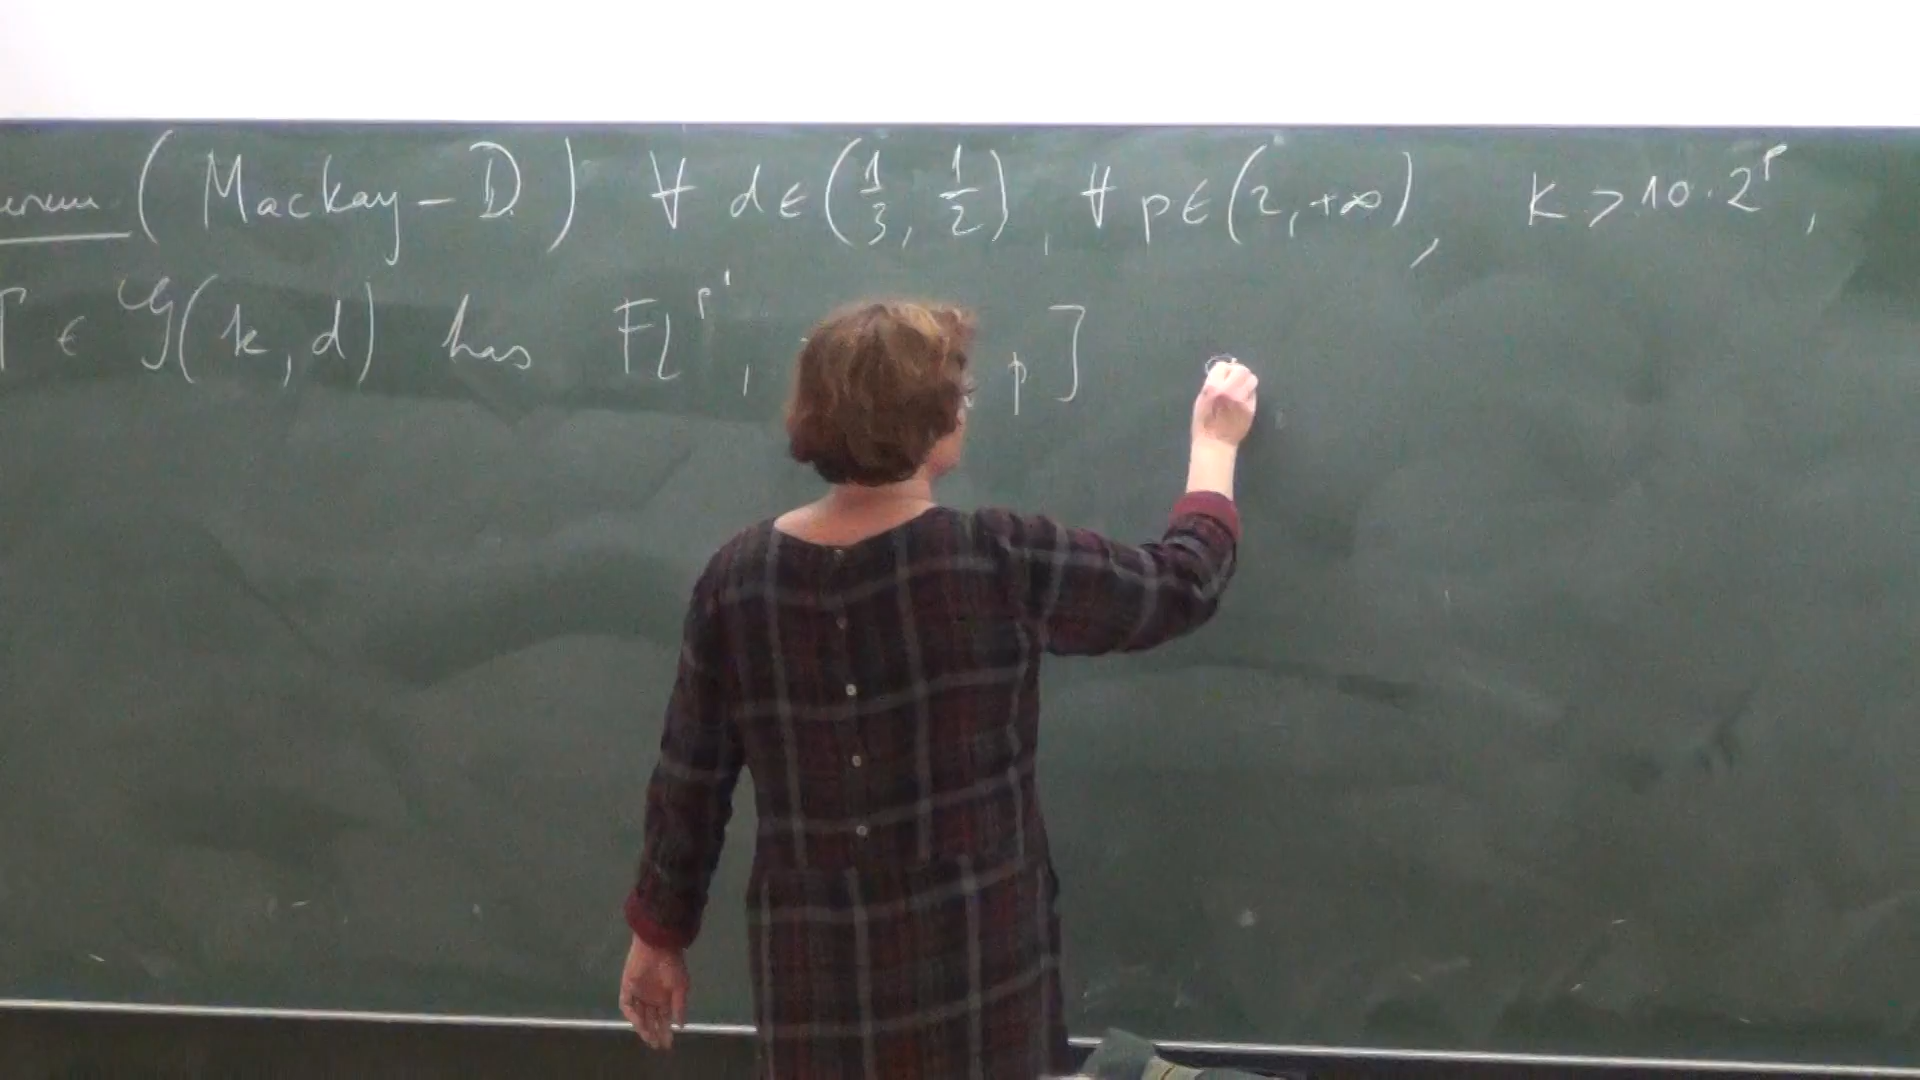 (Mackay – D.) ∀ d ∈ (1/3, 1/2), ∀ p ∈ (2, +∞), k > 10 · 2^p,
Γ ∈ 𝒢(k, d) has FL^p', p]